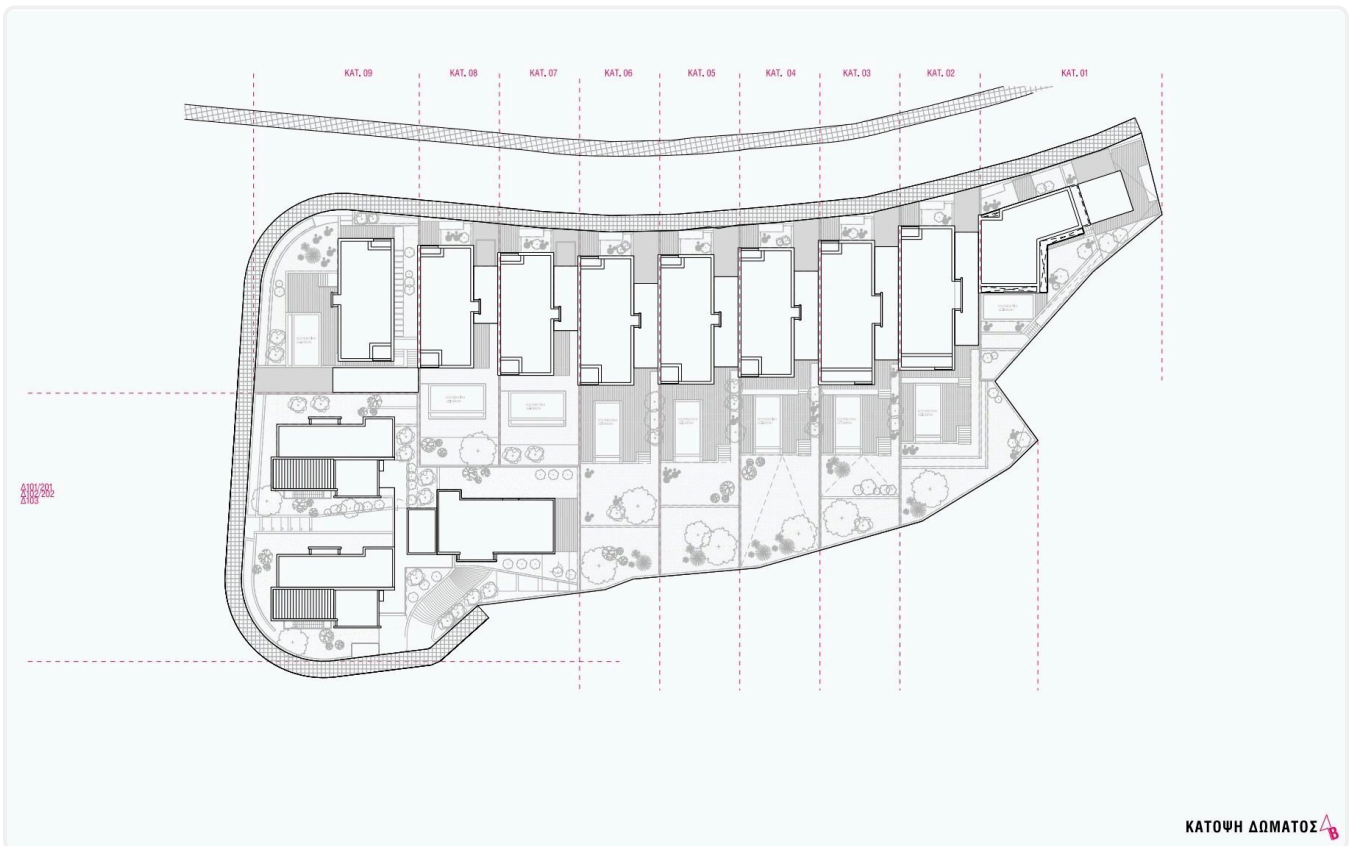 ΚΑΤ. 09 ΚΑΤ. 08 ΚΑΤ. 07 ΚΑΤ. 06 ΚΑΤ. 05 ΚΑΤ. 04 ΚΑΤ. 03 ΚΑΤ. 02 ΚΑΤ. 01
Δ101/201
Δ102/202
Δ103
ΚΑΤΟΨΗ ΔΩΜΑΤΟΣ
Β